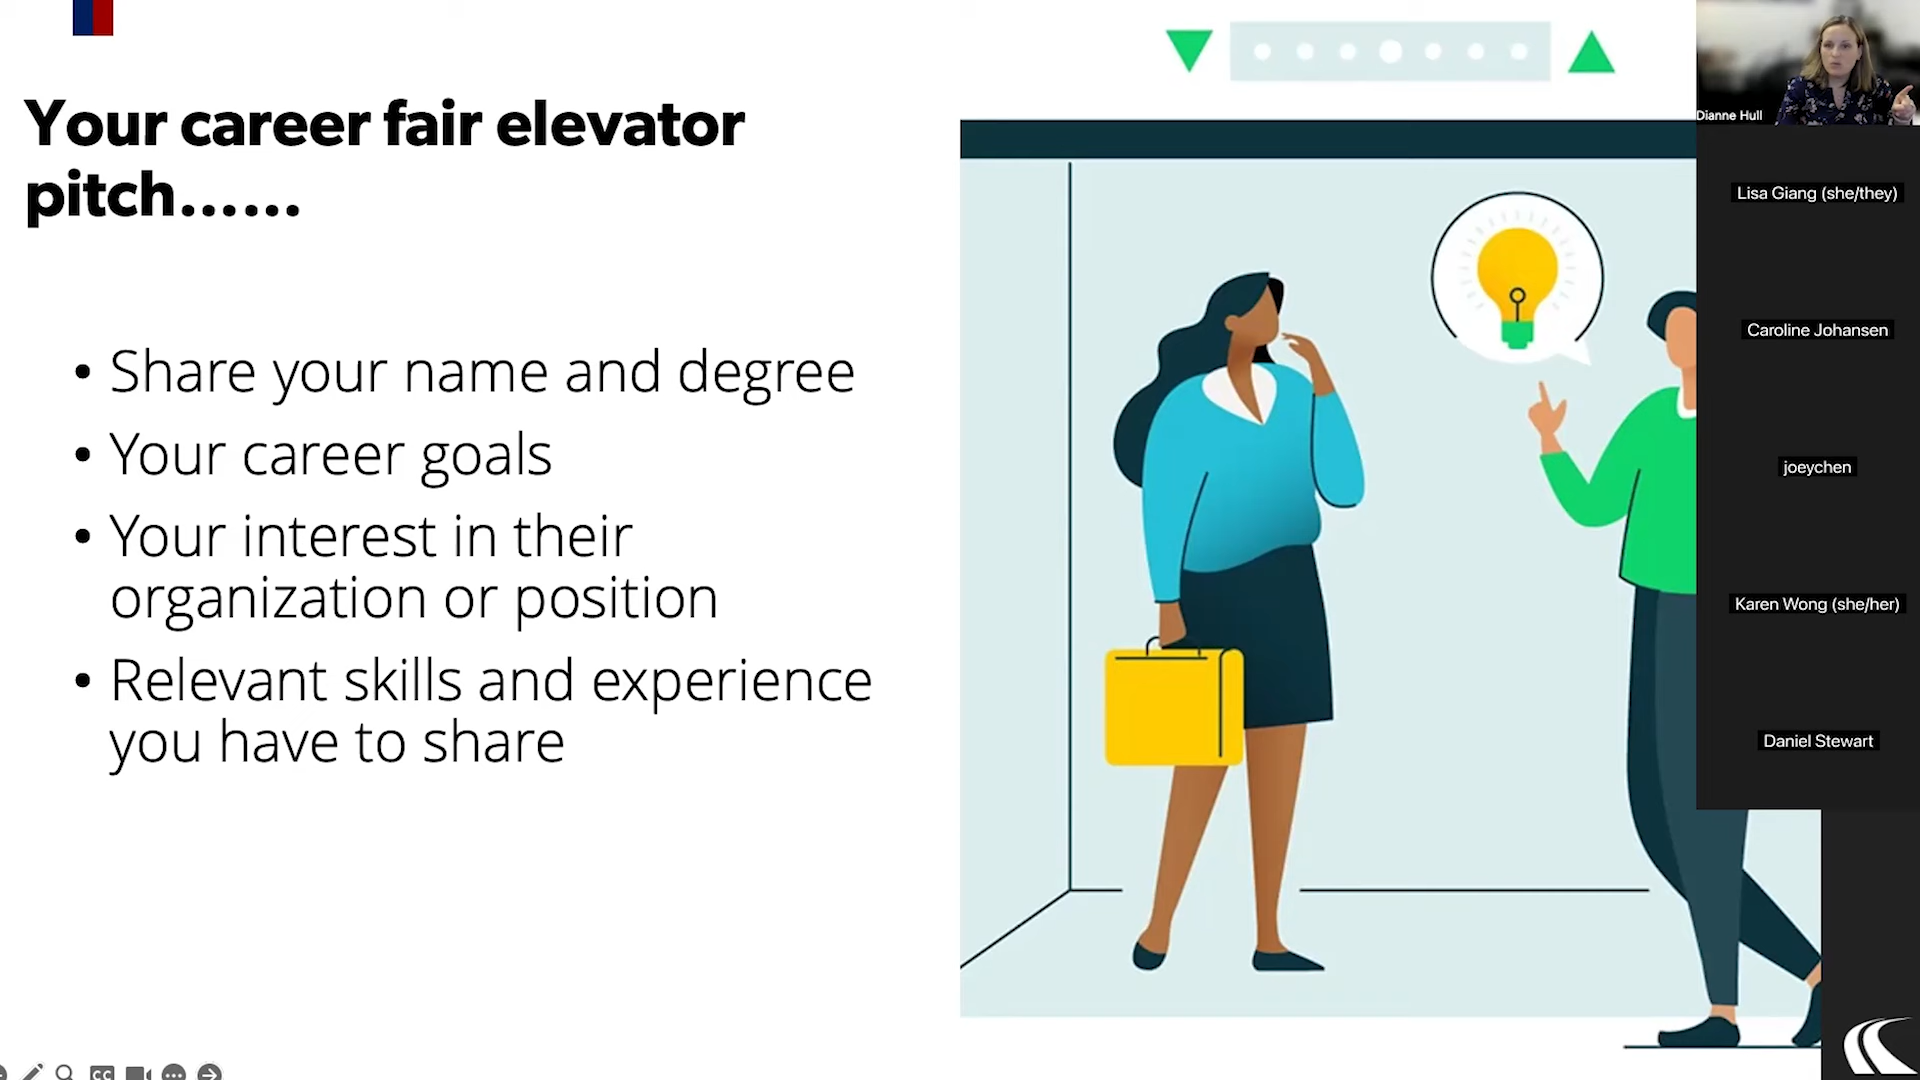 Your career fair elevator
pitch......
• Share your name and degree
• Your career goals
• Your interest in their
organization or position
• Relevant skills and experience
you have to share
Dianne Hull
Lisa Giang (she/they)
Caroline Johansen
joeychen
Karen Wong (she/her)
Daniel Stewart
CC